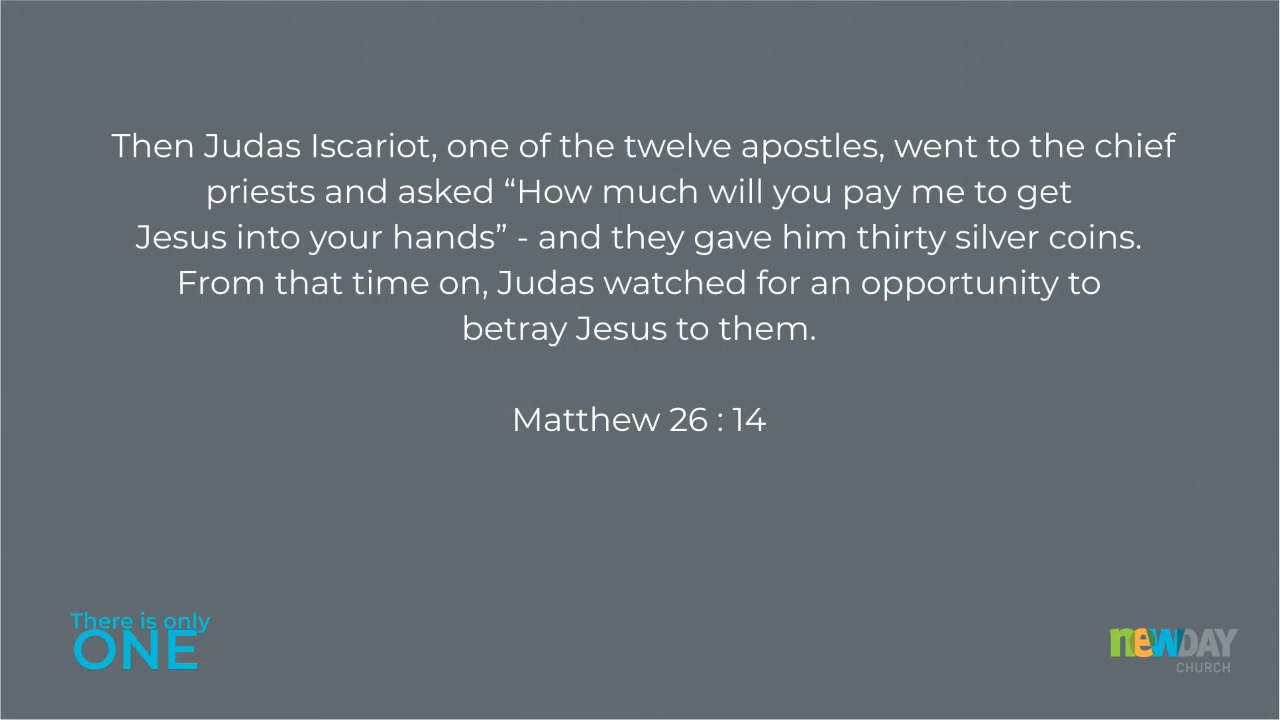 Then Judas Iscariot, one of the twelve apostles, went to the chief
priests and asked “How much will you pay me to get
Jesus into your hands” - and they gave him thirty silver coins.
From that time on, Judas watched for an opportunity to
betray Jesus to them.
Matthew 26 : 14
There is only
ONE
newDAY
CHURCH